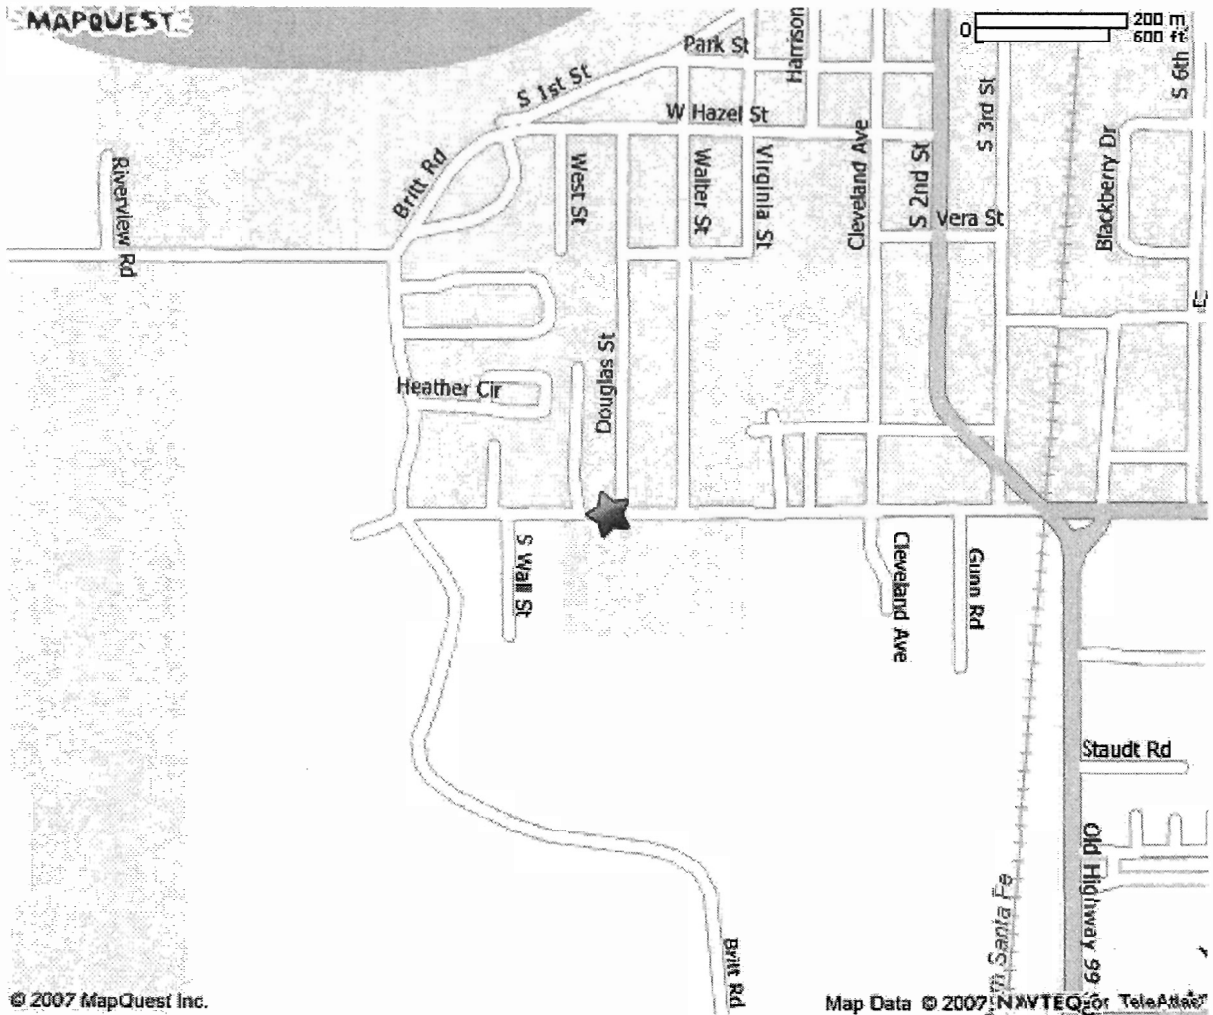 MAPQUEST
0
200 m
600 ft
Park St
Harrison
S 6th
S 1st St
S 3rd St
W Hazel St
Cleveland Ave
Blackberry Dr
Britt Rd
West St
Walter St
Virginia St
S 2nd St
Riverview Rd
Vera St
Douglas St
Heather Cir
S Wall St
Cleveland Ave
Gunn Rd
Staudt Rd
Old Highway 99
Santa Fe
Britt Rd
© 2007 MapQuest Inc.
Map Data © 2007 NAVTEQ or TeleAtlas